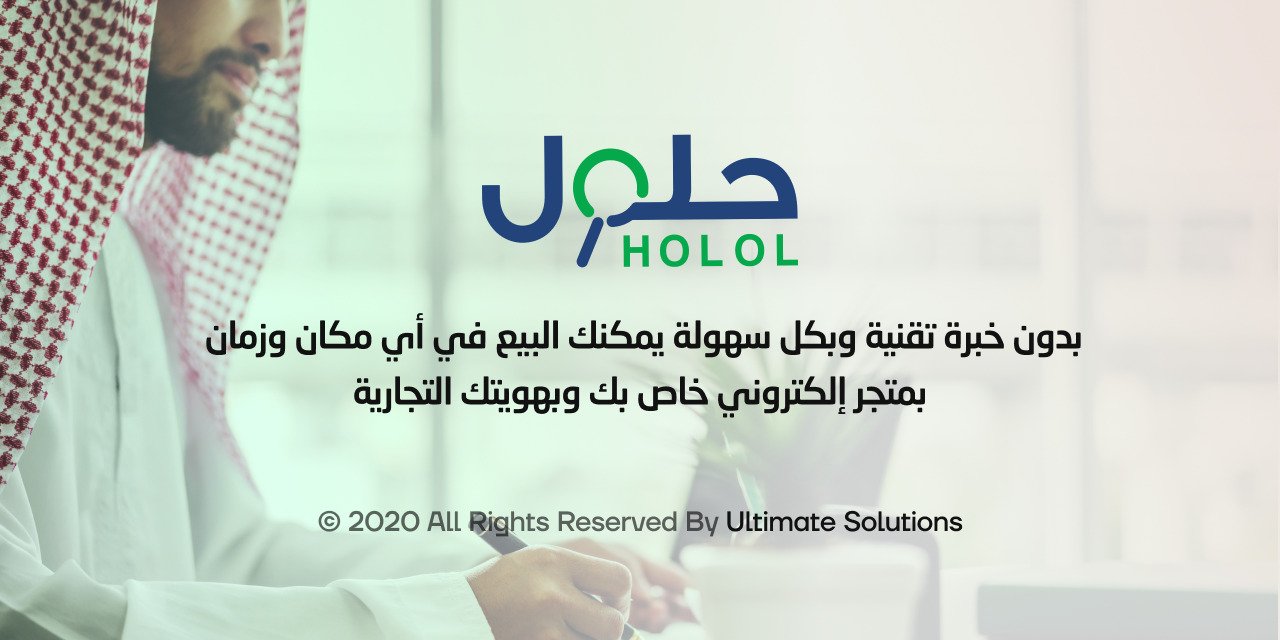 حلول
HOLOL
بدون خبرة تقنية وبكل سهولة يمكنك البيع في أي مكان وزمان
بمتجر إلكتروني خاص بك وبهويتك التجارية
© 2020 All Rights Reserved By Ultimate Solutions